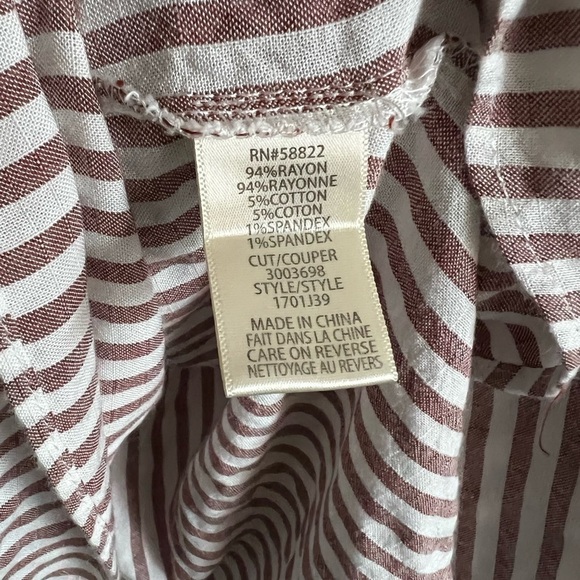 RN#58822
94%RAYON
94%RAYONNE
5%COTTON
5%COTON
1%SPANDEX
1%SPANDEX
CUT/COUPER
3003698
STYLE/STYLE
1701J39
MADE IN CHINA
FAIT DANS LA CHINE
CARE ON REVERSE
NETTOYAGE AU REVERS